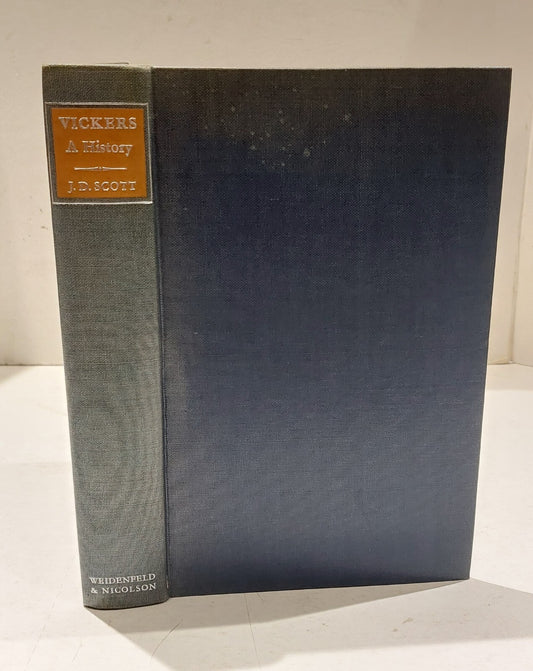 VICKERS
A History
J. D. SCOTT
WEIDENFELD
& NICOLSON